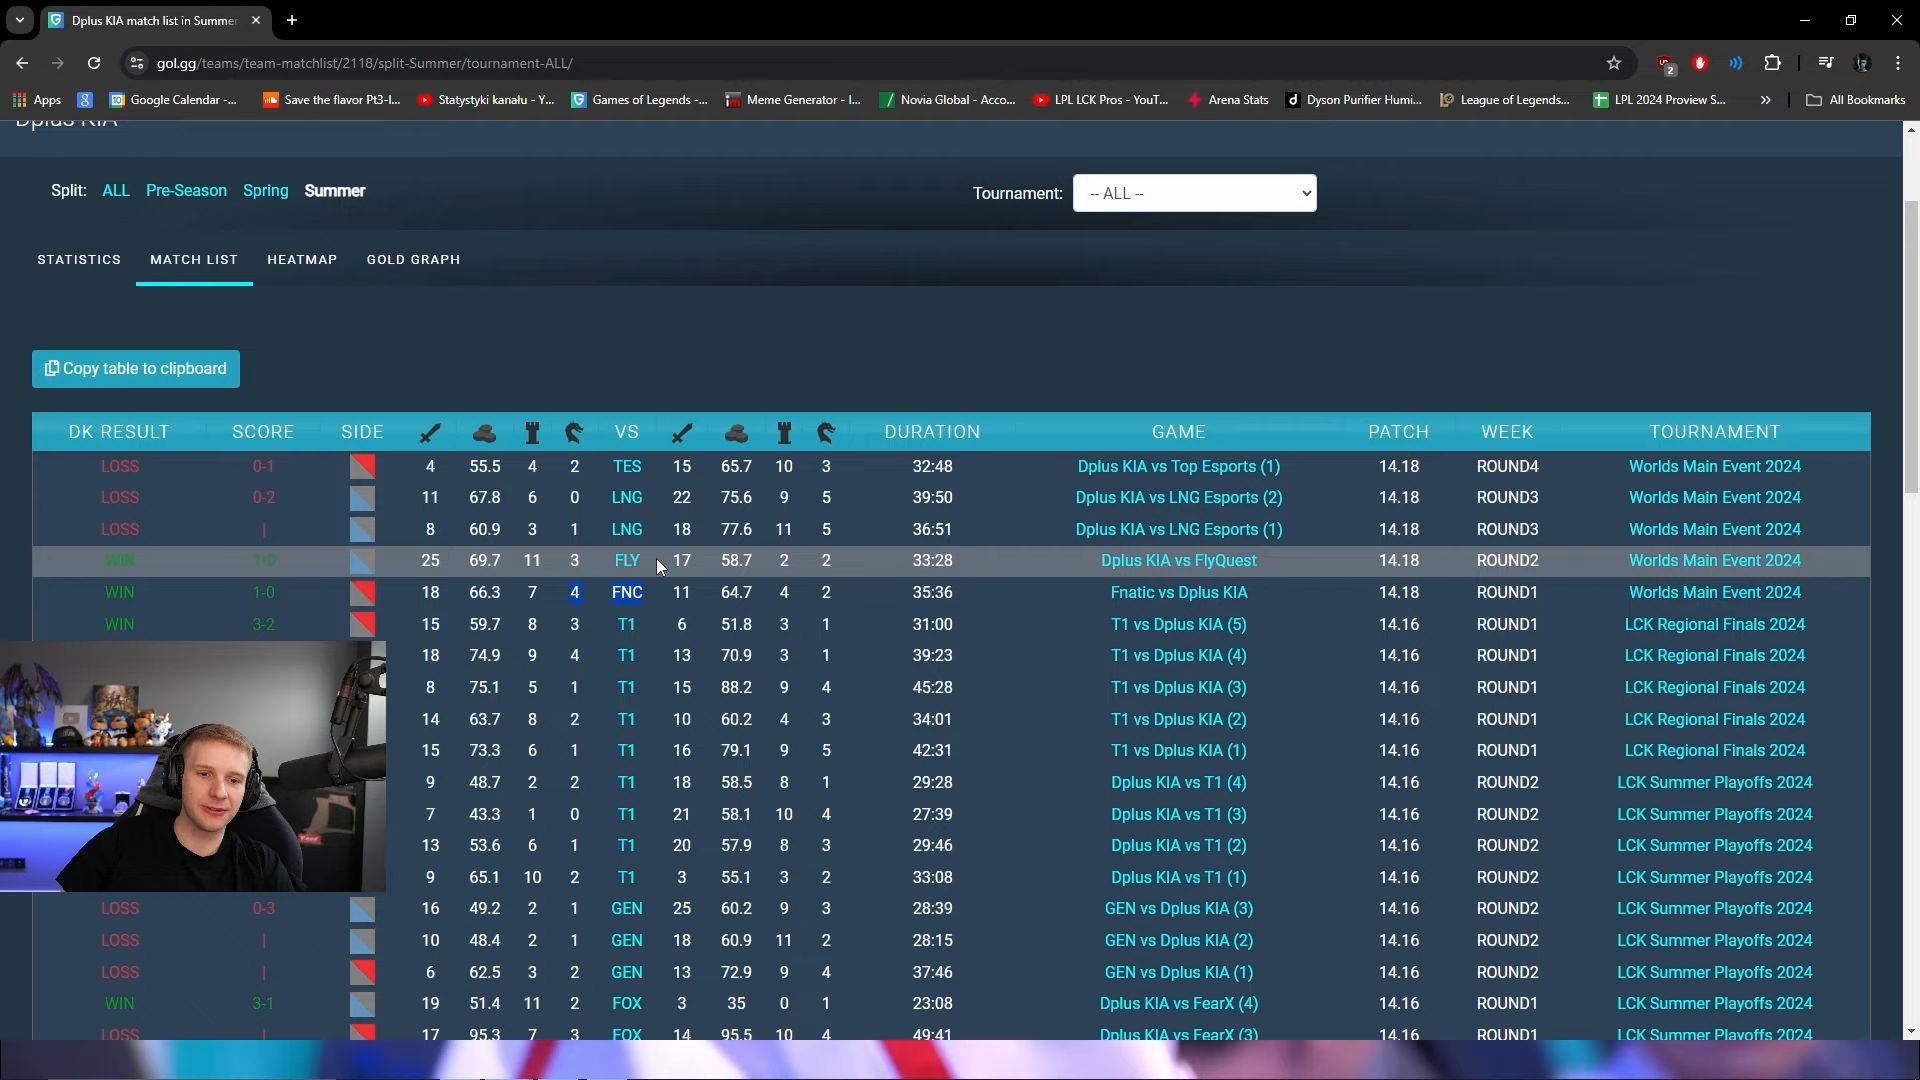 Dplus KIA match list in Summer
gol.gg/teams/team-matchlist/2118/split-Summer/tournament-ALL/
2
Apps
Google Calendar -...
Save the flavor Pt3-I...
Statystyki kanału - Y...
Games of Legends -...
Meme Generator - I...
Novia Global - Acco...
LPL LCK Pros - YouT...
Arena Stats
Dyson Purifier Humi...
League of Legends...
LPL 2024 Proview S...
»
All Bookmarks
Dplus KIA
Split: ALL Pre-Season Spring Summer
Tournament: -- ALL --
STATISTICS MATCH LIST HEATMAP GOLD GRAPH
Copy table to clipboard
DK RESULT SCORE SIDE VS DURATION GAME PATCH WEEK TOURNAMENT
LOSS 0-1 4 55.5 4 2 TES 15 65.7 10 3 32:48 Dplus KIA vs Top Esports (1) 14.18 ROUND4 Worlds Main Event 2024
LOSS 0-2 11 67.8 6 0 LNG 22 75.6 9 5 39:50 Dplus KIA vs LNG Esports (2) 14.18 ROUND3 Worlds Main Event 2024
LOSS | 8 60.9 3 1 LNG 18 77.6 11 5 36:51 Dplus KIA vs LNG Esports (1) 14.18 ROUND3 Worlds Main Event 2024
WIN 1-0 25 69.7 11 3 FLY 17 58.7 2 2 33:28 Dplus KIA vs FlyQuest 14.18 ROUND2 Worlds Main Event 2024
WIN 1-0 18 66.3 7 4 FNC 11 64.7 4 2 35:36 Fnatic vs Dplus KIA 14.18 ROUND1 Worlds Main Event 2024
WIN 3-2 15 59.7 8 3 T1 6 51.8 3 1 31:00 T1 vs Dplus KIA (5) 14.16 ROUND1 LCK Regional Finals 2024
18 74.9 9 4 T1 13 70.9 3 1 39:23 T1 vs Dplus KIA (4) 14.16 ROUND1 LCK Regional Finals 2024
8 75.1 5 1 T1 15 88.2 9 4 45:28 T1 vs Dplus KIA (3) 14.16 ROUND1 LCK Regional Finals 2024
14 63.7 8 2 T1 10 60.2 4 3 34:01 T1 vs Dplus KIA (2) 14.16 ROUND1 LCK Regional Finals 2024
15 73.3 6 1 T1 16 79.1 9 5 42:31 T1 vs Dplus KIA (1) 14.16 ROUND1 LCK Regional Finals 2024
9 48.7 2 2 T1 18 58.5 8 1 29:28 Dplus KIA vs T1 (4) 14.16 ROUND2 LCK Summer Playoffs 2024
7 43.3 1 0 T1 21 58.1 10 4 27:39 Dplus KIA vs T1 (3) 14.16 ROUND2 LCK Summer Playoffs 2024
13 53.6 6 1 T1 20 57.9 8 3 29:46 Dplus KIA vs T1 (2) 14.16 ROUND2 LCK Summer Playoffs 2024
9 65.1 10 2 T1 3 55.1 3 2 33:08 Dplus KIA vs T1 (1) 14.16 ROUND2 LCK Summer Playoffs 2024
LOSS 0-3 16 49.2 2 1 GEN 25 60.2 9 3 28:39 GEN vs Dplus KIA (3) 14.16 ROUND2 LCK Summer Playoffs 2024
LOSS | 10 48.4 2 1 GEN 18 60.9 11 2 28:15 GEN vs Dplus KIA (2) 14.16 ROUND2 LCK Summer Playoffs 2024
LOSS | 6 62.5 3 2 GEN 13 72.9 9 4 37:46 GEN vs Dplus KIA (1) 14.16 ROUND2 LCK Summer Playoffs 2024
WIN 3-1 19 51.4 11 2 FOX 3 35 0 1 23:08 Dplus KIA vs FearX (4) 14.16 ROUND1 LCK Summer Playoffs 2024
LOSS | 17 95.3 7 3 FOX 14 95.5 10 4 49:41 Dplus KIA vs FearX (3) 14.16 ROUND1 LCK Summer Playoffs 2024